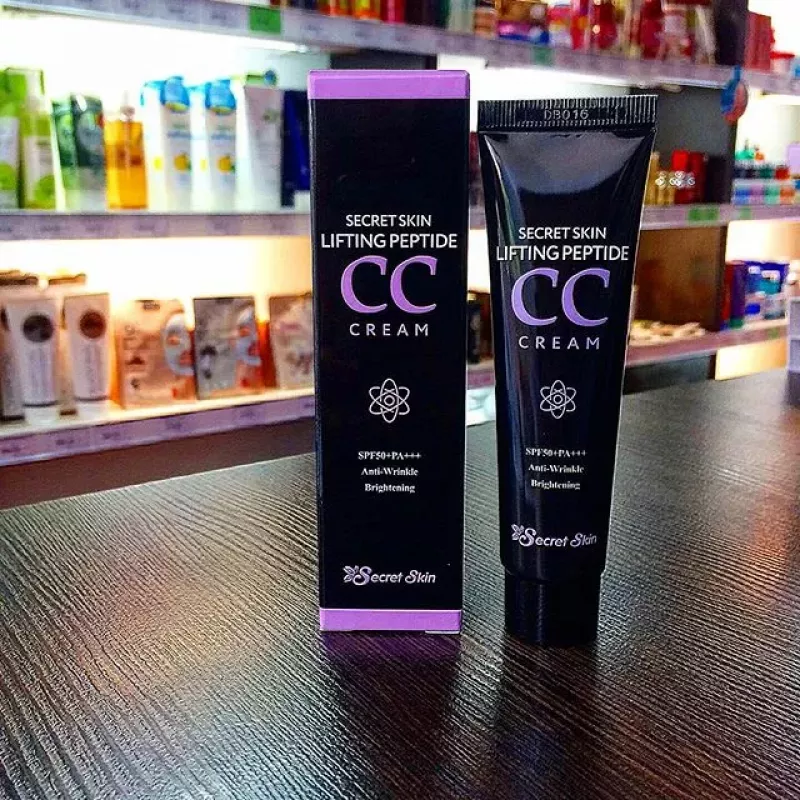 SECRET SKIN
LIFTING PEPTIDE
CC
CREAM
SPF50+PA+++
Anti-Wrinkle
Brightening
Secret Skin
DB016
SECRET SKIN
LIFTING PEPTIDE
CC
CREAM
SPF50+PA+++
Anti-Wrinkle
Brightening
Secret Skin